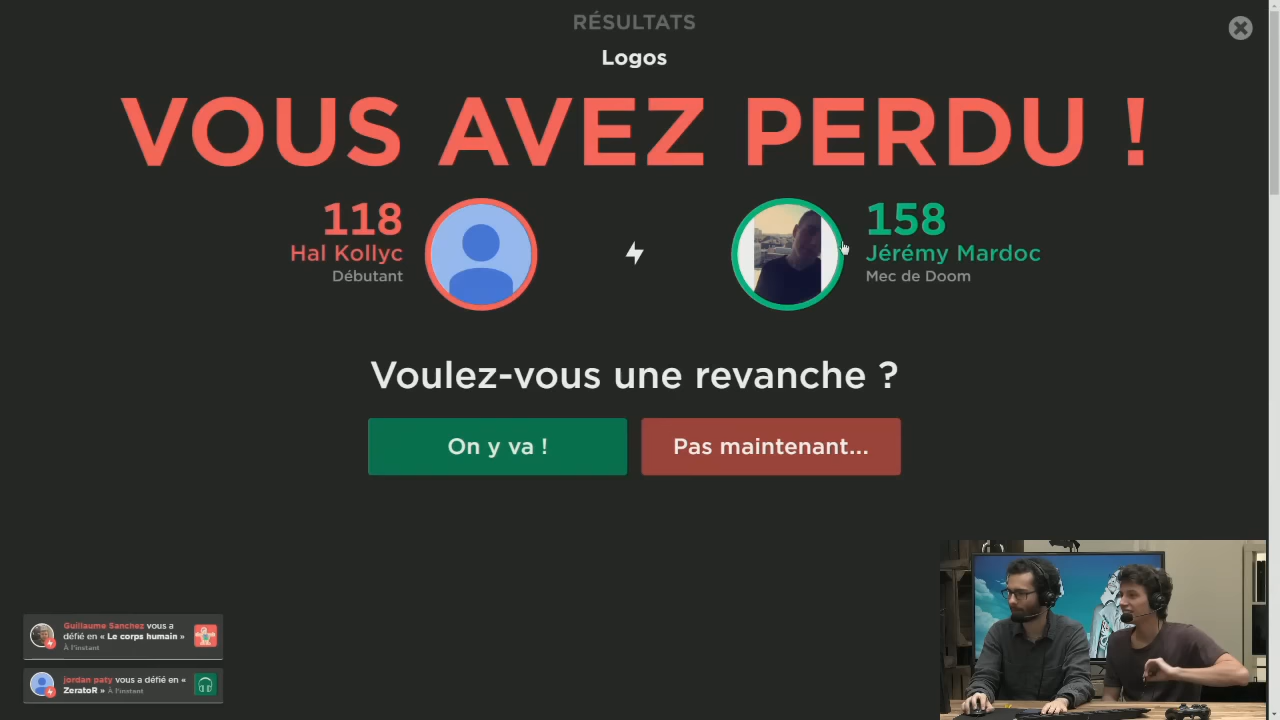 RÉSULTATS
Logos
VOUS AVEZ PERDU !
118
Hal Kollyc
Débutant
158
Jérémy Mardoc
Mec de Doom
Voulez-vous une revanche ?
On y va !
Pas maintenant...
Guillaume Sanchez vous a
défié en « Le corps humain »
À l'instant
jordan paty vous a défié en «
ZeratoR » À l'instant